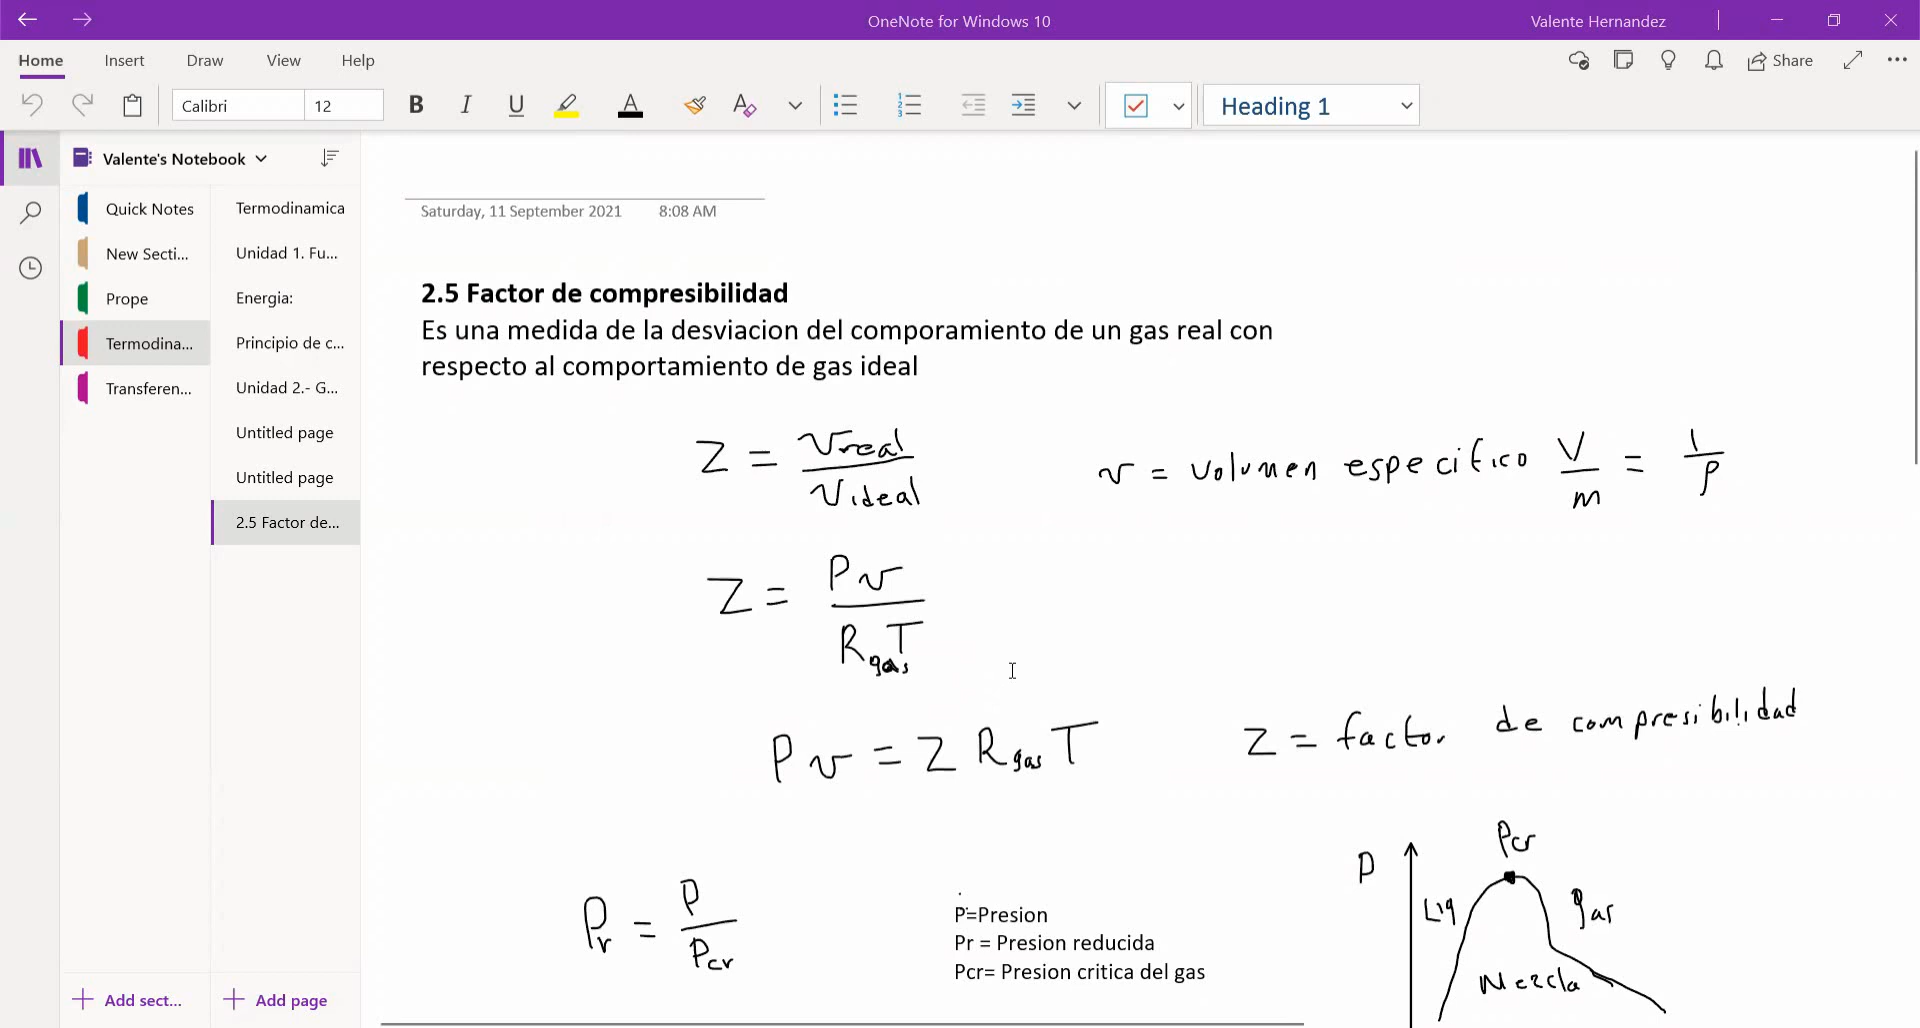 OneNote for Windows 10
Valente Hernandez
Home Insert Draw View Help
Share
Calibri 12 B I U A A Heading 1
Valente's Notebook
Quick Notes
New Secti...
Prope
Termodina...
Transferen...
Add sect...
Termodinamica
Unidad 1. Fu...
Energia:
Principio de c...
Unidad 2.- G...
Untitled page
Untitled page
2.5 Factor de...
Add page
Saturday, 11 September 2021 8:08 AM
2.5 Factor de compresibilidad
Es una medida de la desviacion del comporamiento de un gas real con
respecto al comportamiento de gas ideal
Z = vreal / videal
v = volumen especifico V/m = 1/ρ
Z = Pv / Rgas T
Pv = Z Rgas T
Z = factor de compresibilidad
Pr = P / Pcr
P=Presion
Pr = Presion reducida
Pcr= Presion critica del gas
P
Pcr
Liq
gas
Mezcla